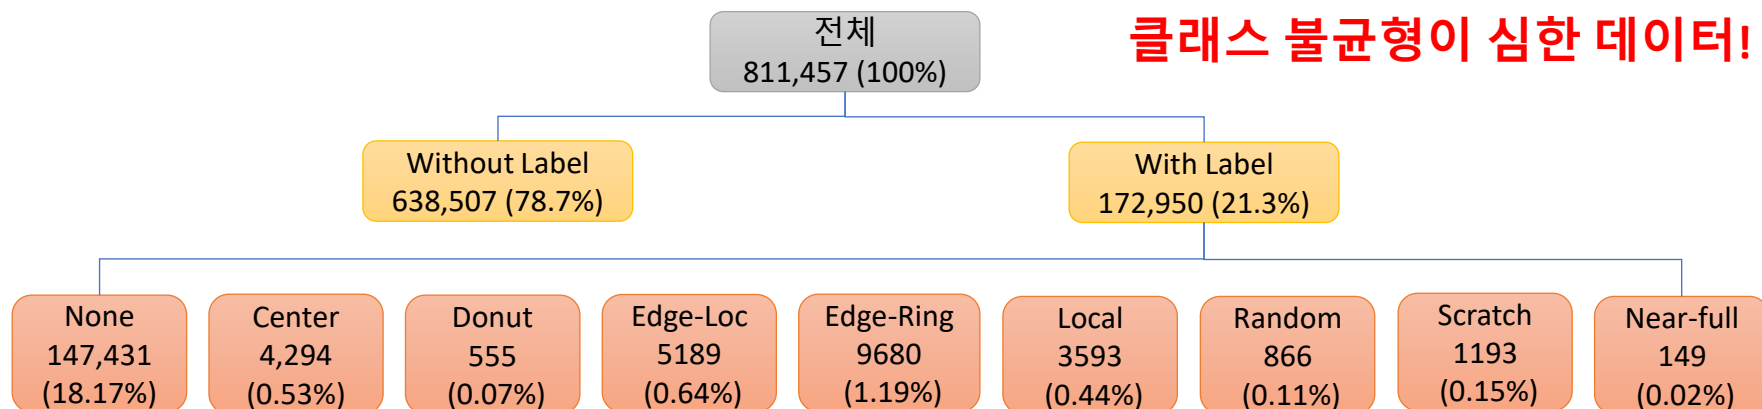 클래스 불균형이 심한 데이터!
전체
811,457 (100%)
Without Label
638,507 (78.7%)
With Label
172,950 (21.3%)
None
147,431
(18.17%)
Center
4,294
(0.53%)
Donut
555
(0.07%)
Edge-Loc
5189
(0.64%)
Edge-Ring
9680
(1.19%)
Local
3593
(0.44%)
Random
866
(0.11%)
Scratch
1193
(0.15%)
Near-full
149
(0.02%)